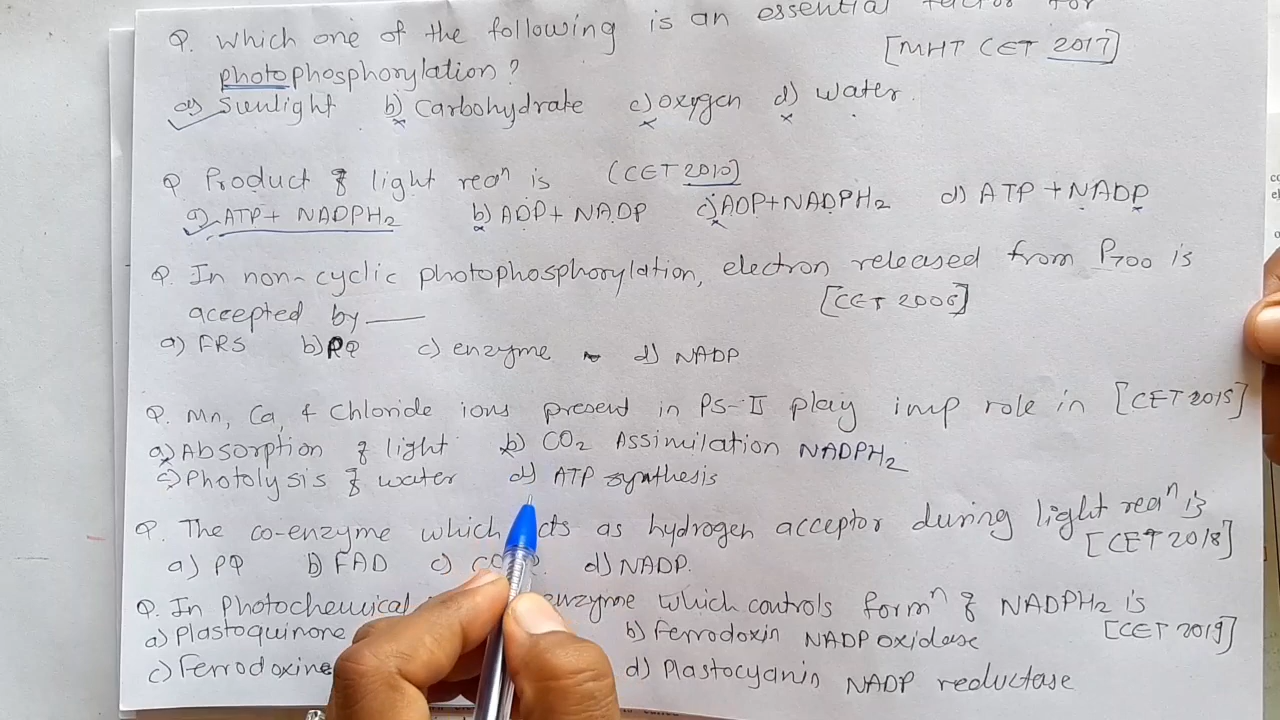 Q. Which one of the following is an essential factor for
photophosphorylation? [MHT CET 2017]
a) Sunlight b) Carbohydrate c) oxygen d) water.
Q Product of light reaⁿ is (CET 2010)
a) ATP + NADPH₂ b) ADP + NADP c) ADP+NADPH₂ d) ATP + NADP
Q. In non-cyclic photophosphorylation, electron released from P₇₀₀ is
accepted by ___ [CET 2006]
a) FRS b) PQ c) enzyme d) NADP
Q. Mn, Ca, & Chloride ions present in PS-II play imp role in [CET 2015]
a) Absorption of light b) CO₂ Assimilation NADPH₂
c) Photolysis of water d) ATP synthesis
Q. The co-enzyme which acts as hydrogen acceptor during light reaⁿ is
[CET 2018]
a) PQ b) FAD c) d) NADP.
Q. In Photochemical enzyme which controls formⁿ of NADPH₂ is
[CET 2019]
a) Plastoquinone b) Ferrodoxin NADP oxidase
c) Ferrodoxine d) Plastocyanin NADP reductase